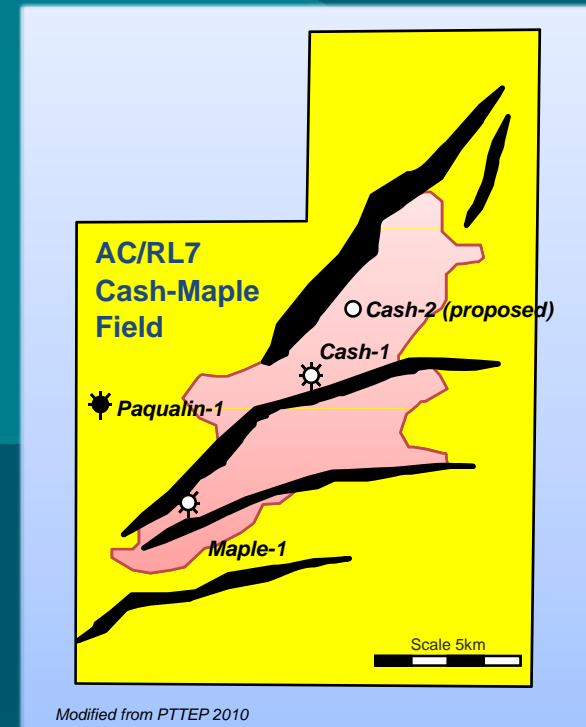 AC/RL7
Cash-Maple
Field
Cash-2 (proposed)
Cash-1
Paqualin-1
Maple-1
Scale 5km
Modified from PTTEP 2010